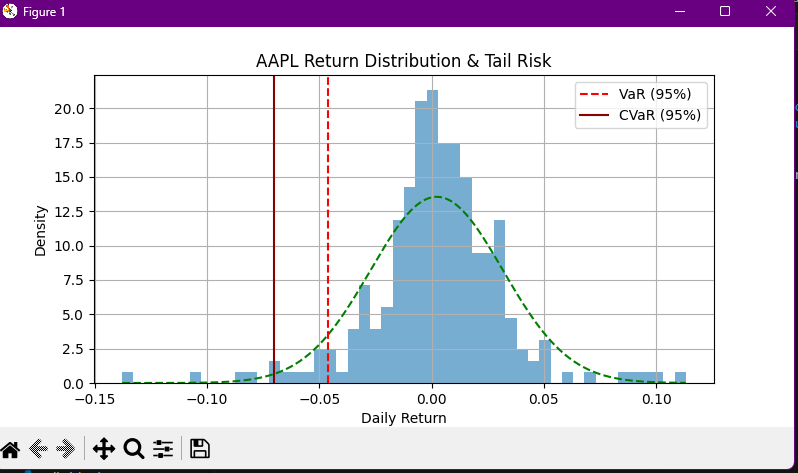 Figure 1
AAPL Return Distribution & Tail Risk
VaR (95%)
CVaR (95%)
20.0
17.5
15.0
12.5
10.0
7.5
5.0
2.5
0.0
Density
−0.15 −0.10 −0.05 0.00 0.05 0.10
Daily Return